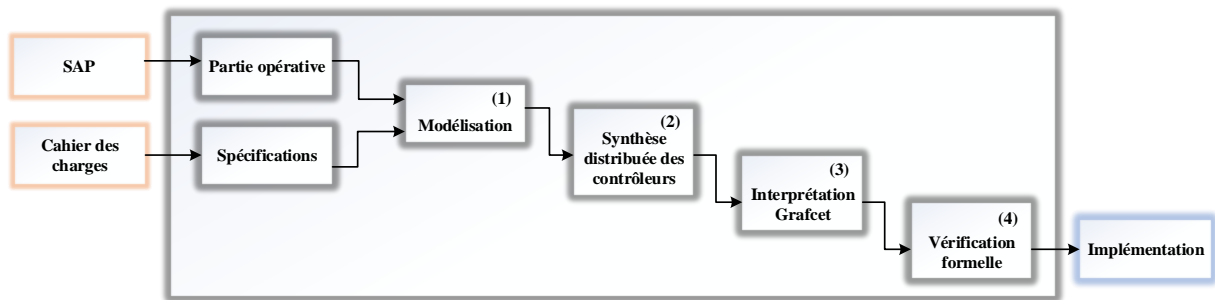 SAP
Partie opérative
Cahier des
charges
Spécifications
(1)
Modélisation
(2)
Synthèse
distribuée des
contrôleurs
(3)
Interprétation
Grafcet
(4)
Vérification
formelle
Implémentation